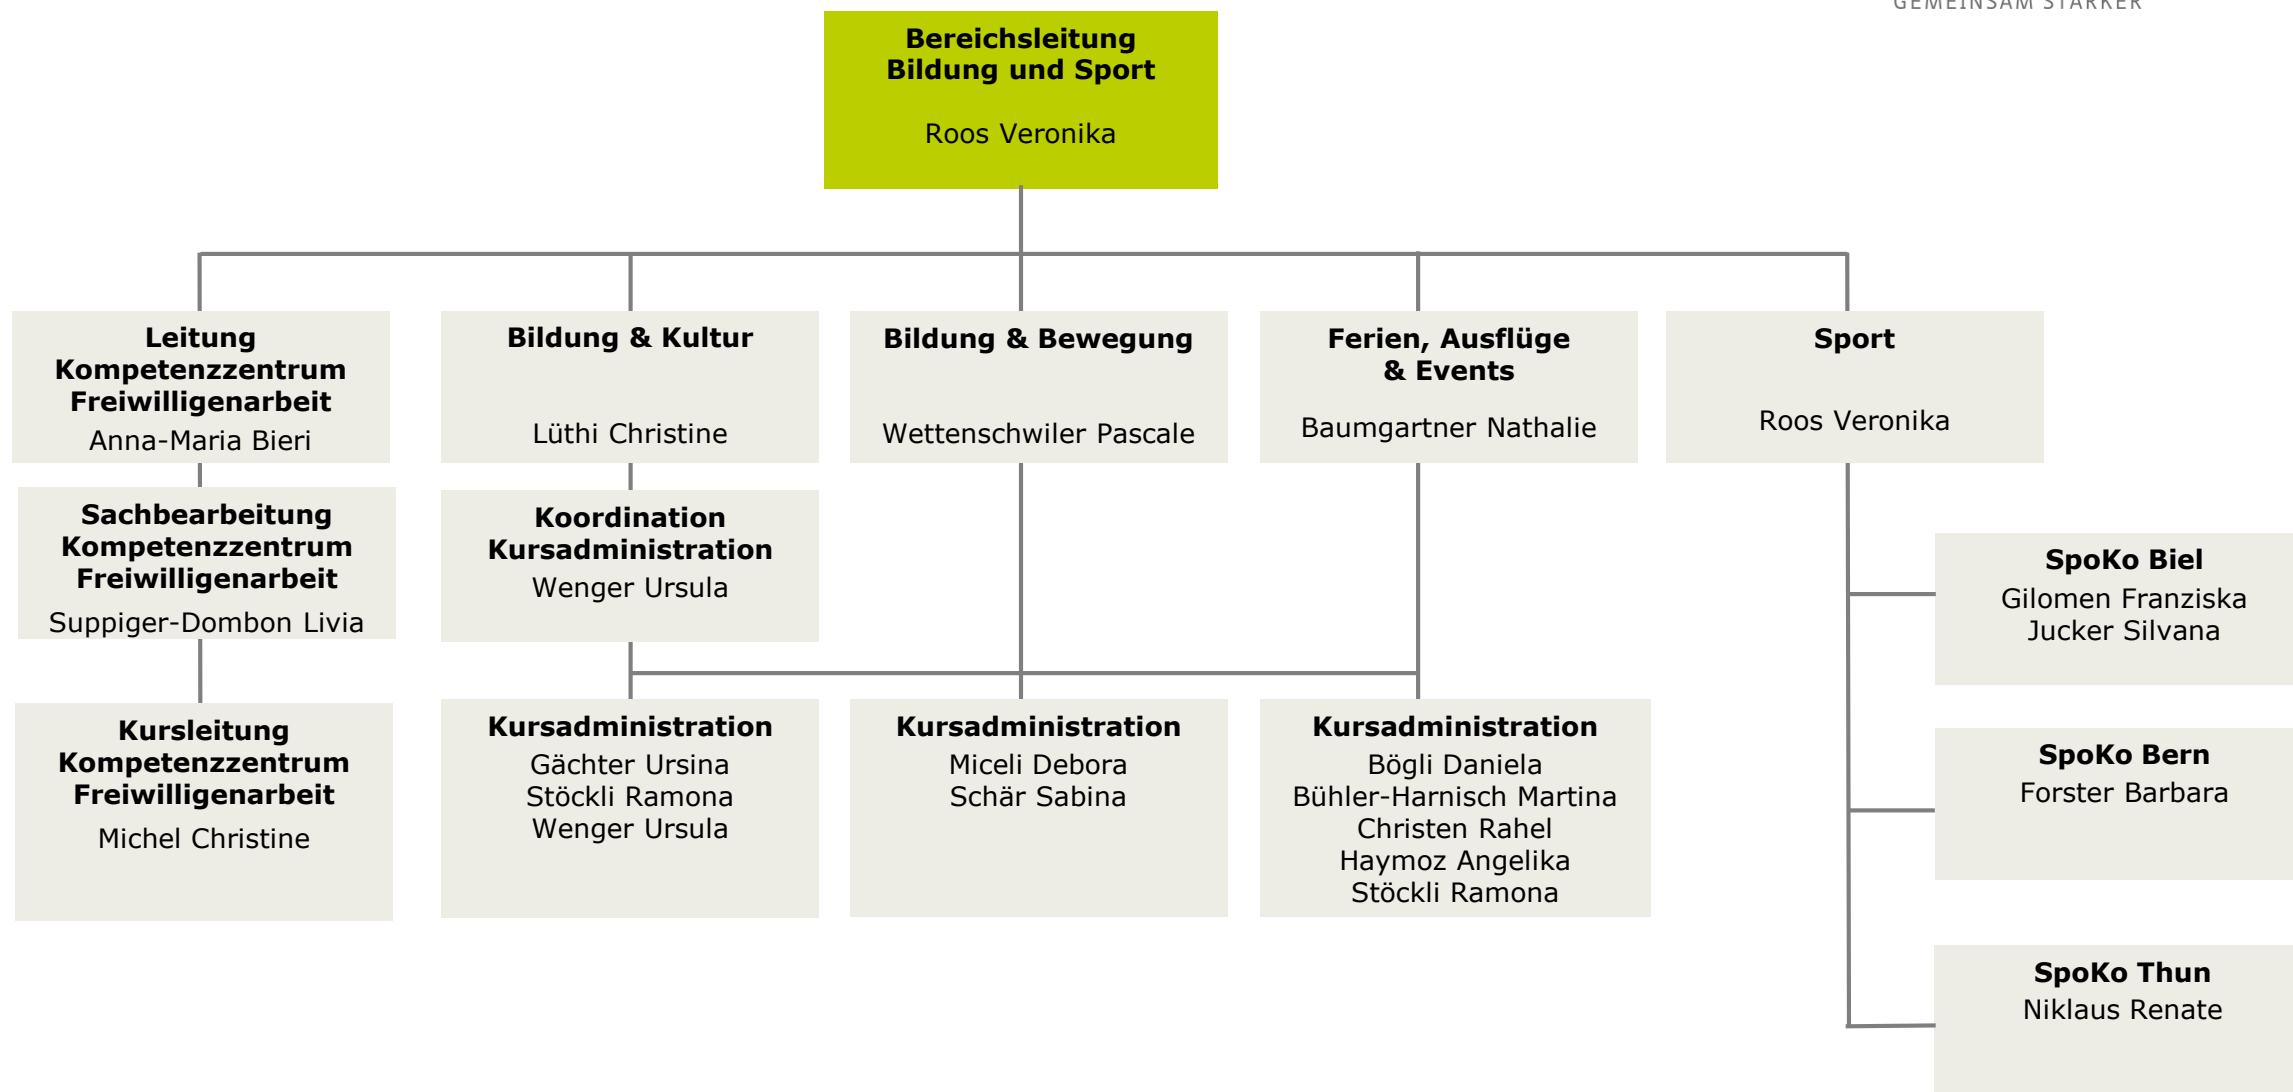 GEMEINSAM STÄRKER
Bereichsleitung
Bildung und Sport
Roos Veronika
Leitung
Kompetenzzentrum
Freiwilligenarbeit
Anna-Maria Bieri
Bildung & Kultur
Lüthi Christine
Bildung & Bewegung
Wettenschwiler Pascale
Ferien, Ausflüge
& Events
Baumgartner Nathalie
Sport
Roos Veronika
Sachbearbeitung
Kompetenzzentrum
Freiwilligenarbeit
Suppiger-Dombon Livia
Koordination
Kursadministration
Wenger Ursula
SpoKo Biel
Gilomen Franziska
Jucker Silvana
Kursleitung
Kompetenzzentrum
Freiwilligenarbeit
Michel Christine
Kursadministration
Gächter Ursina
Stöckli Ramona
Wenger Ursula
Kursadministration
Miceli Debora
Schär Sabina
Kursadministration
Bögli Daniela
Bühler-Harnisch Martina
Christen Rahel
Haymoz Angelika
Stöckli Ramona
SpoKo Bern
Forster Barbara
SpoKo Thun
Niklaus Renate